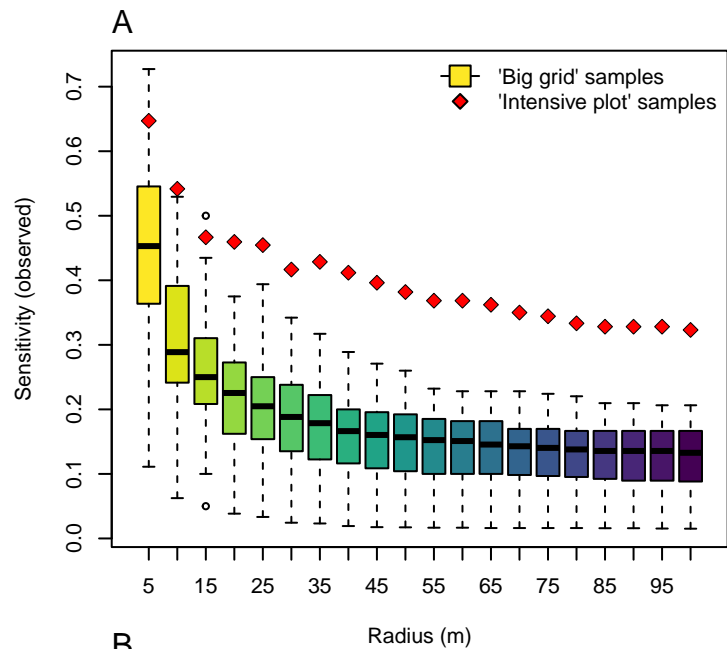 A
'Big grid' samples
'Intensive plot' samples
Sensitivity (observed)
0.7
0.6
0.5
0.4
0.3
0.2
0.1
0.0
5 15 25 35 45 55 65 75 85 95
Radius (m)
B